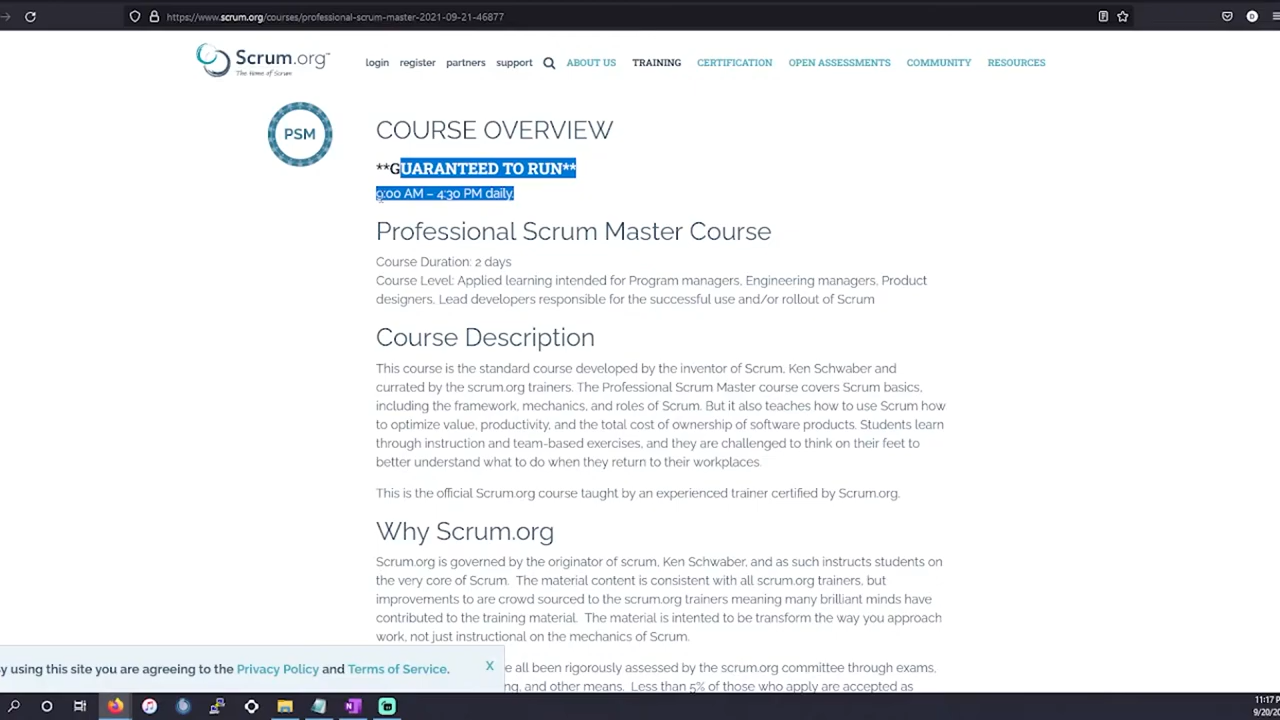 https://www.scrum.org/courses/professional-scrum-master-2021-09-21-46877
Scrum.org™
The Home of Scrum
login register partners support ABOUT US TRAINING CERTIFICATION OPEN ASSESSMENTS COMMUNITY RESOURCES
PSM
COURSE OVERVIEW
**GUARANTEED TO RUN**
9:00 AM – 4:30 PM daily.
Professional Scrum Master Course
Course Duration: 2 days
Course Level: Applied learning intended for Program managers, Engineering managers, Product
designers, Lead developers responsible for the successful use and/or rollout of Scrum
Course Description
This course is the standard course developed by the inventor of Scrum, Ken Schwaber and
currated by the scrum.org trainers. The Professional Scrum Master course covers Scrum basics,
including the framework, mechanics, and roles of Scrum. But it also teaches how to use Scrum how
to optimize value, productivity, and the total cost of ownership of software products. Students learn
through instruction and team-based exercises, and they are challenged to think on their feet to
better understand what to do when they return to their workplaces.
This is the official Scrum.org course taught by an experienced trainer certified by Scrum.org.
Why Scrum.org
Scrum.org is governed by the originator of scrum, Ken Schwaber, and as such instructs students on
the very core of Scrum. The material content is consistent with all scrum.org trainers, but
improvements to are crowd sourced to the scrum.org trainers meaning many brilliant minds have
contributed to the training material. The material is intented to be transform the way you approach
work, not just instructional on the mechanics of Scrum.
e all been rigorously assessed by the scrum.org committee through exams,
ng, and other means. Less than 5% of those who apply are accepted as
y using this site you are agreeing to the Privacy Policy and Terms of Service. X
11:17 P
9/20/20